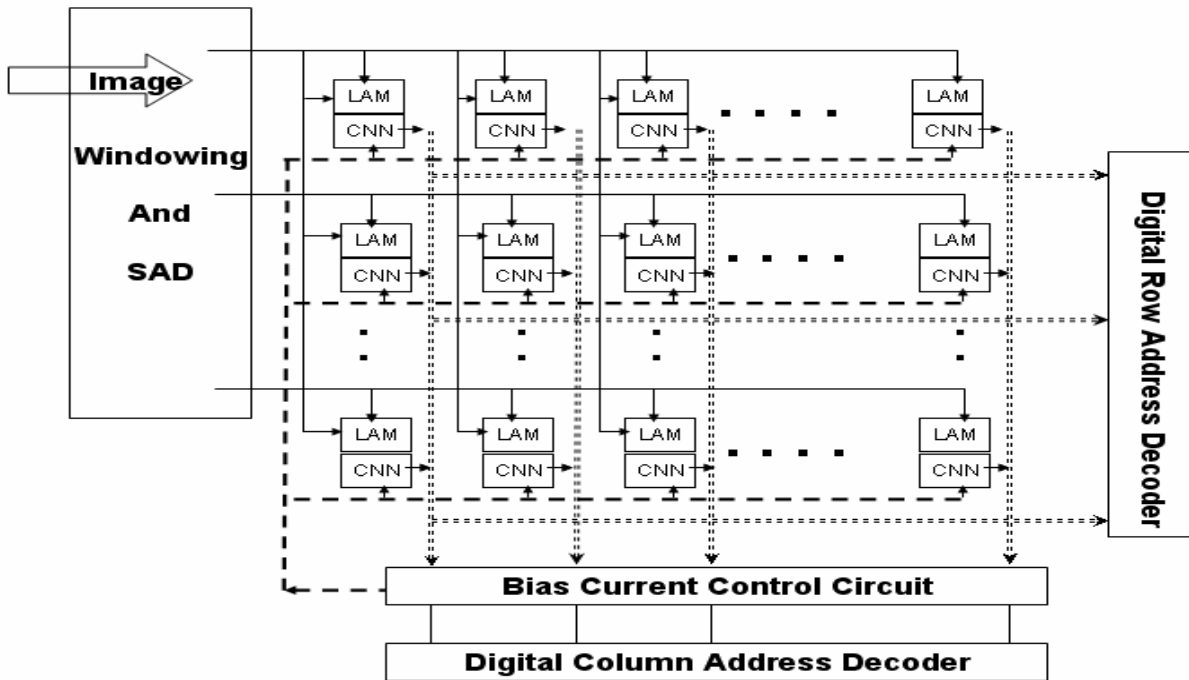 Image
Windowing
And
SAD
LAM LAM LAM LAM
CNN CNN CNN CNN
LAM LAM LAM LAM
CNN CNN CNN CNN
LAM LAM LAM LAM
CNN CNN CNN CNN
Digital Row Address Decoder
Bias Current Control Circuit
Digital Column Address Decoder